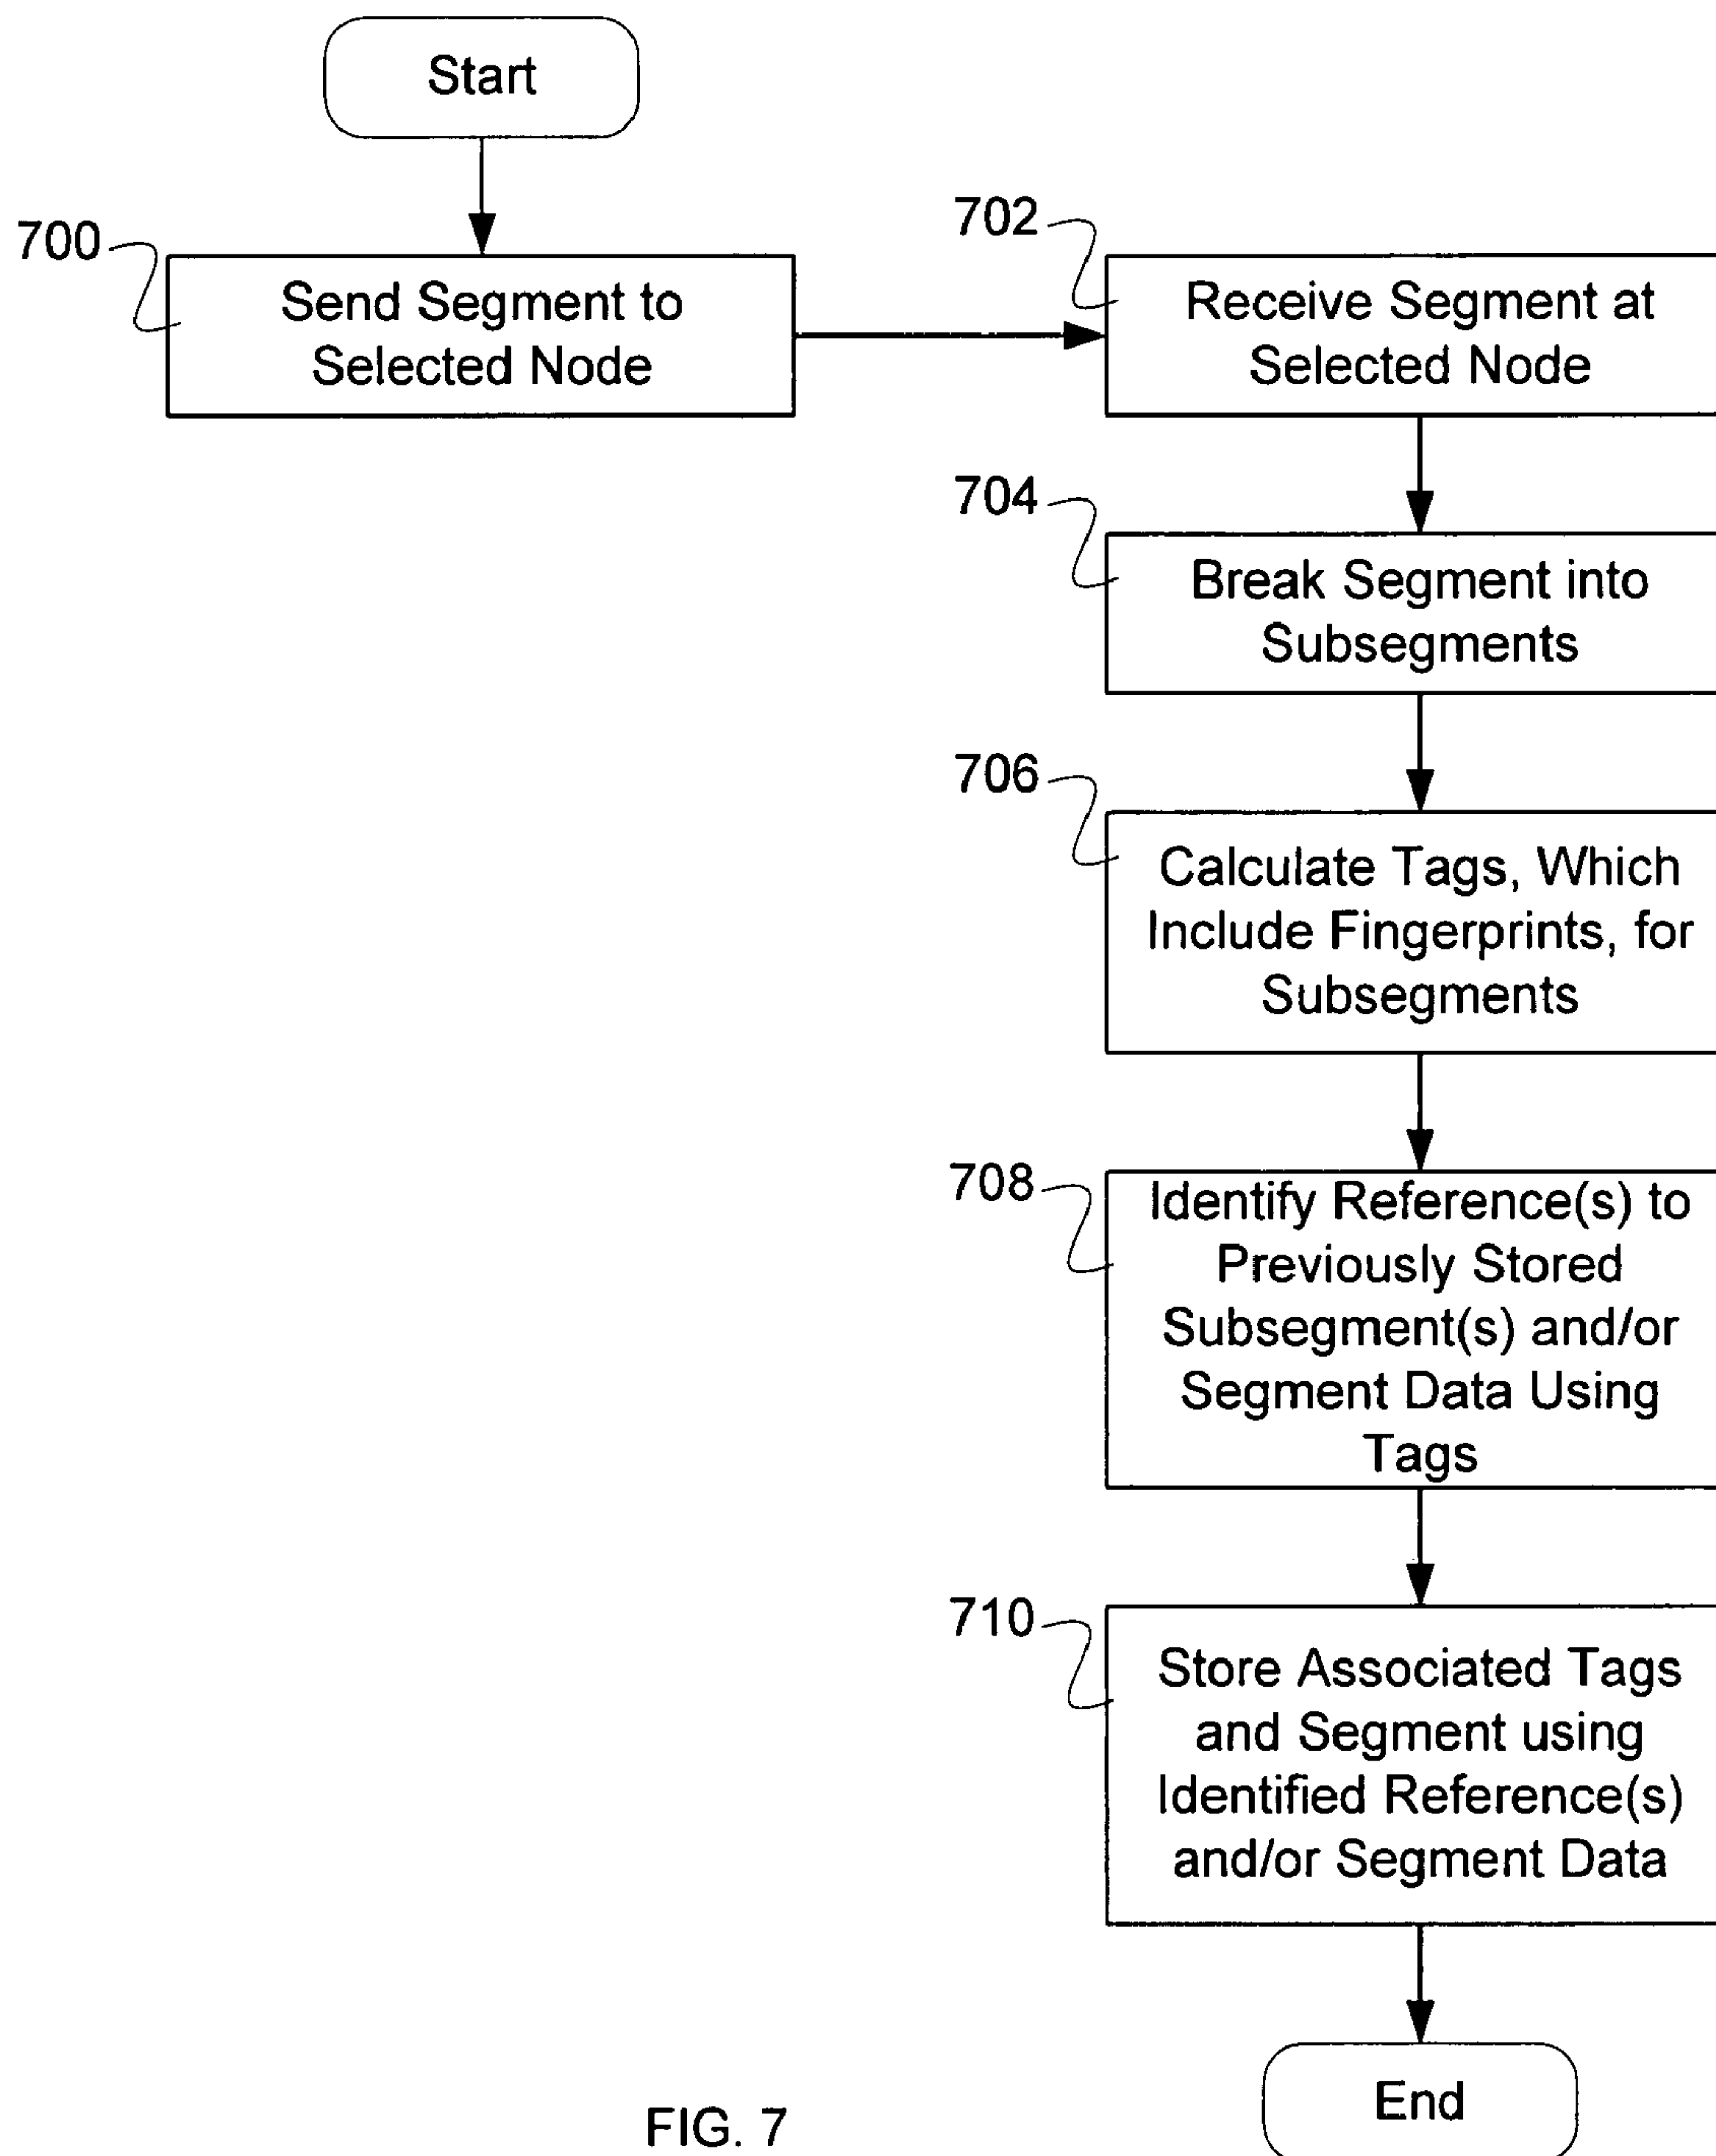 Start
700
Send Segment to
Selected Node
702
Receive Segment at
Selected Node
704
Break Segment into
Subsegments
706
Calculate Tags, Which
Include Fingerprints, for
Subsegments
708
Identify Reference(s) to
Previously Stored
Subsegment(s) and/or
Segment Data Using
Tags
710
Store Associated Tags
and Segment using
Identified Reference(s)
and/or Segment Data
End
FIG. 7